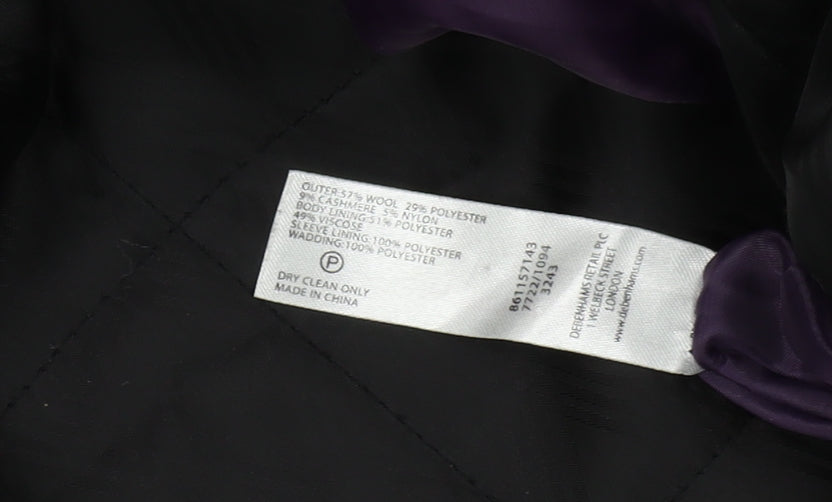 OUTER:57% WOOL 29% POLYESTER
9% CASHMERE 5% NYLON
BODY LINING:51% POLYESTER
49% VISCOSE
SLEEVE LINING:100% POLYESTER
WADDING:100% POLYESTER
P
DRY CLEAN ONLY
MADE IN CHINA
861157143
7722/1094
3243
DEBENHAMS RETAIL PLC
1 WELBECK STREET
LONDON
www.debenhams.com